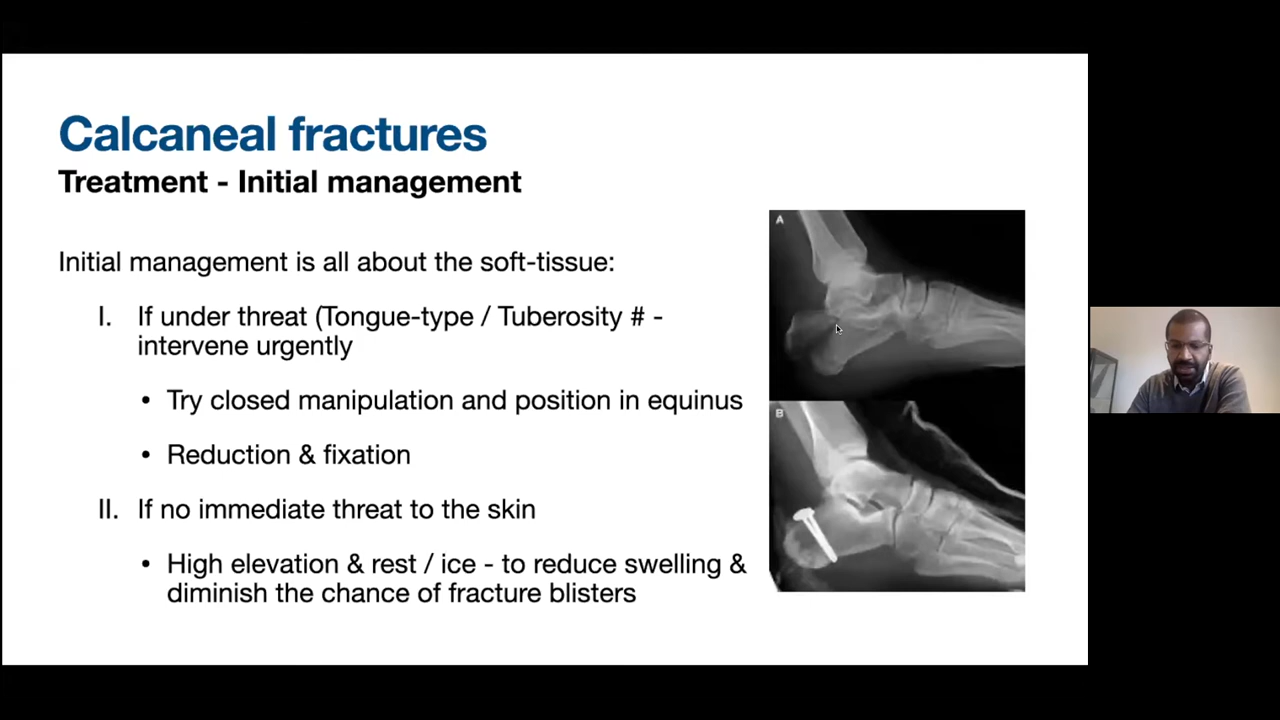 Calcaneal fractures
Treatment - Initial management
Initial management is all about the soft-tissue:
I. If under threat (Tongue-type / Tuberosity # -
intervene urgently
• Try closed manipulation and position in equinus
• Reduction & fixation
II. If no immediate threat to the skin
• High elevation & rest / ice - to reduce swelling &
diminish the chance of fracture blisters
A
B